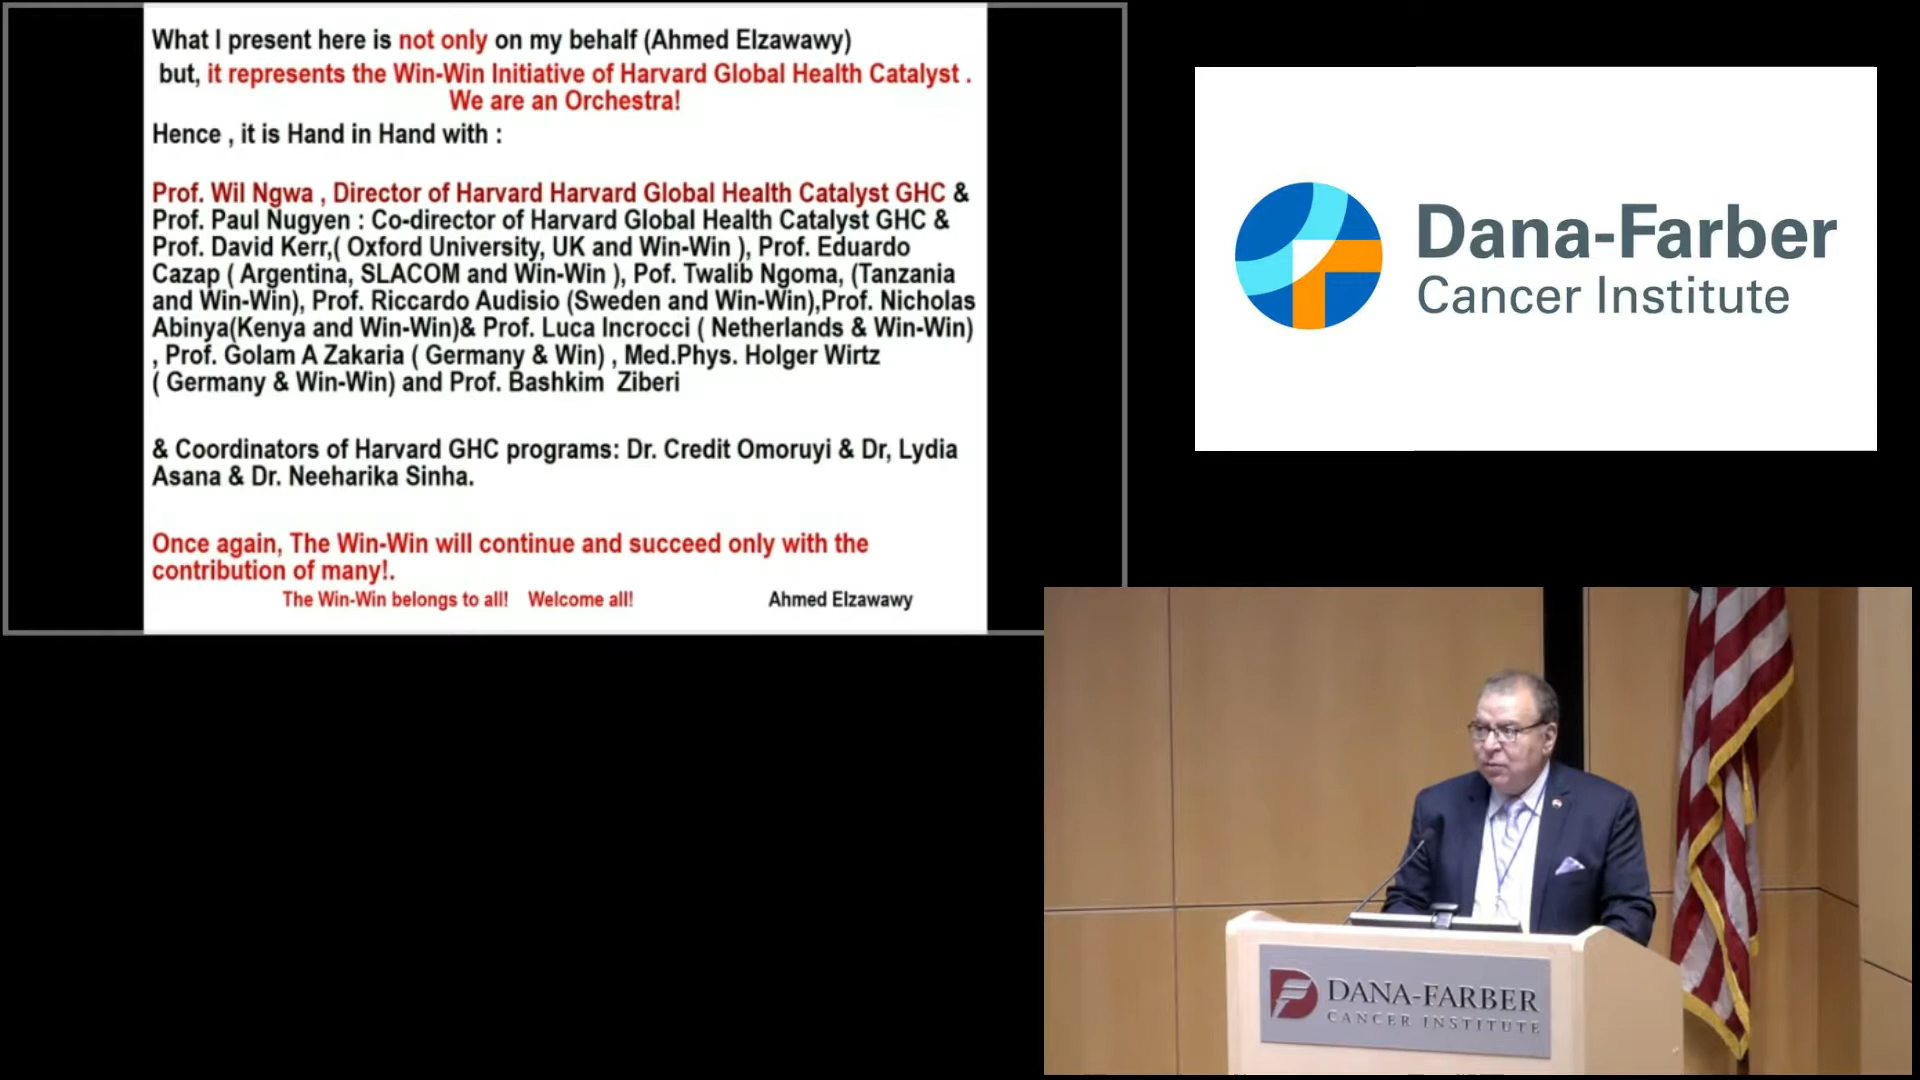 What I present here is not only on my behalf (Ahmed Elzawawy)
but, it represents the Win-Win Initiative of Harvard Global Health Catalyst .
We are an Orchestra!
Hence , it is Hand in Hand with :
Prof. Wil Ngwa , Director of Harvard Harvard Global Health Catalyst GHC &
Prof. Paul Nugyen : Co-director of Harvard Global Health Catalyst GHC &
Prof. David Kerr,( Oxford University, UK and Win-Win ), Prof. Eduardo
Cazap ( Argentina, SLACOM and Win-Win ), Pof. Twalib Ngoma, (Tanzania
and Win-Win), Prof. Riccardo Audisio (Sweden and Win-Win),Prof. Nicholas
Abinya(Kenya and Win-Win)& Prof. Luca Incrocci ( Netherlands & Win-Win)
, Prof. Golam A Zakaria ( Germany & Win) , Med.Phys. Holger Wirtz
( Germany & Win-Win) and Prof. Bashkim Ziberi
& Coordinators of Harvard GHC programs: Dr. Credit Omoruyi & Dr, Lydia
Asana & Dr. Neeharika Sinha.
Once again, The Win-Win will continue and succeed only with the
contribution of many!.
The Win-Win belongs to all! Welcome all! Ahmed Elzawawy
Dana-Farber
Cancer Institute
DANA-FARBER
CANCER INSTITUTE